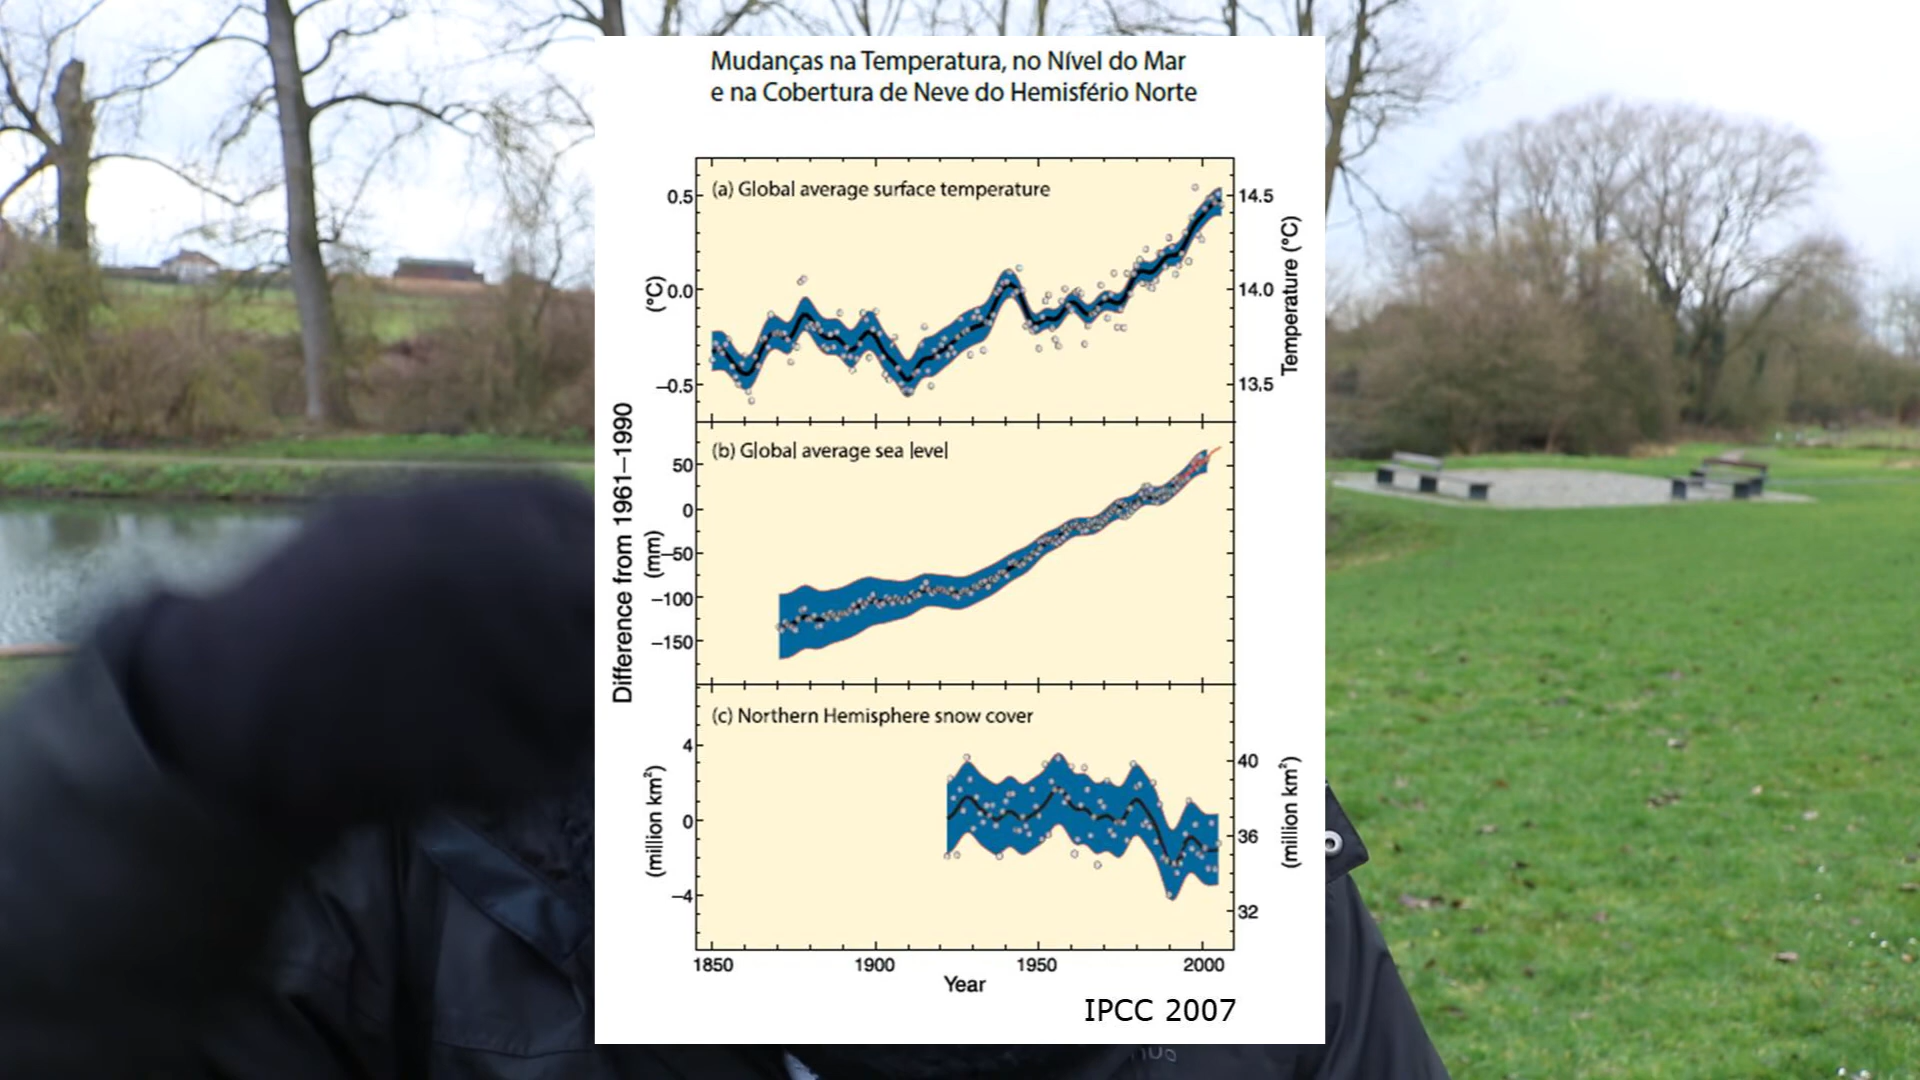 Mudanças na Temperatura, no Nível do Mar
e na Cobertura de Neve do Hemisfério Norte
(a) Global average surface temperature
0.5
0.0
–0.5
(°C)
14.5
14.0
13,5
Temperature (°C)
Difference from 1961–1990
(b) Global average sea level
50
0
–50
–100
–150
(mm)
(c) Northern Hemisphere snow cover
4
0
–4
(million km²)
40
36
32
(million km²)
1850 1900 1950 2000
Year
IPCC 2007